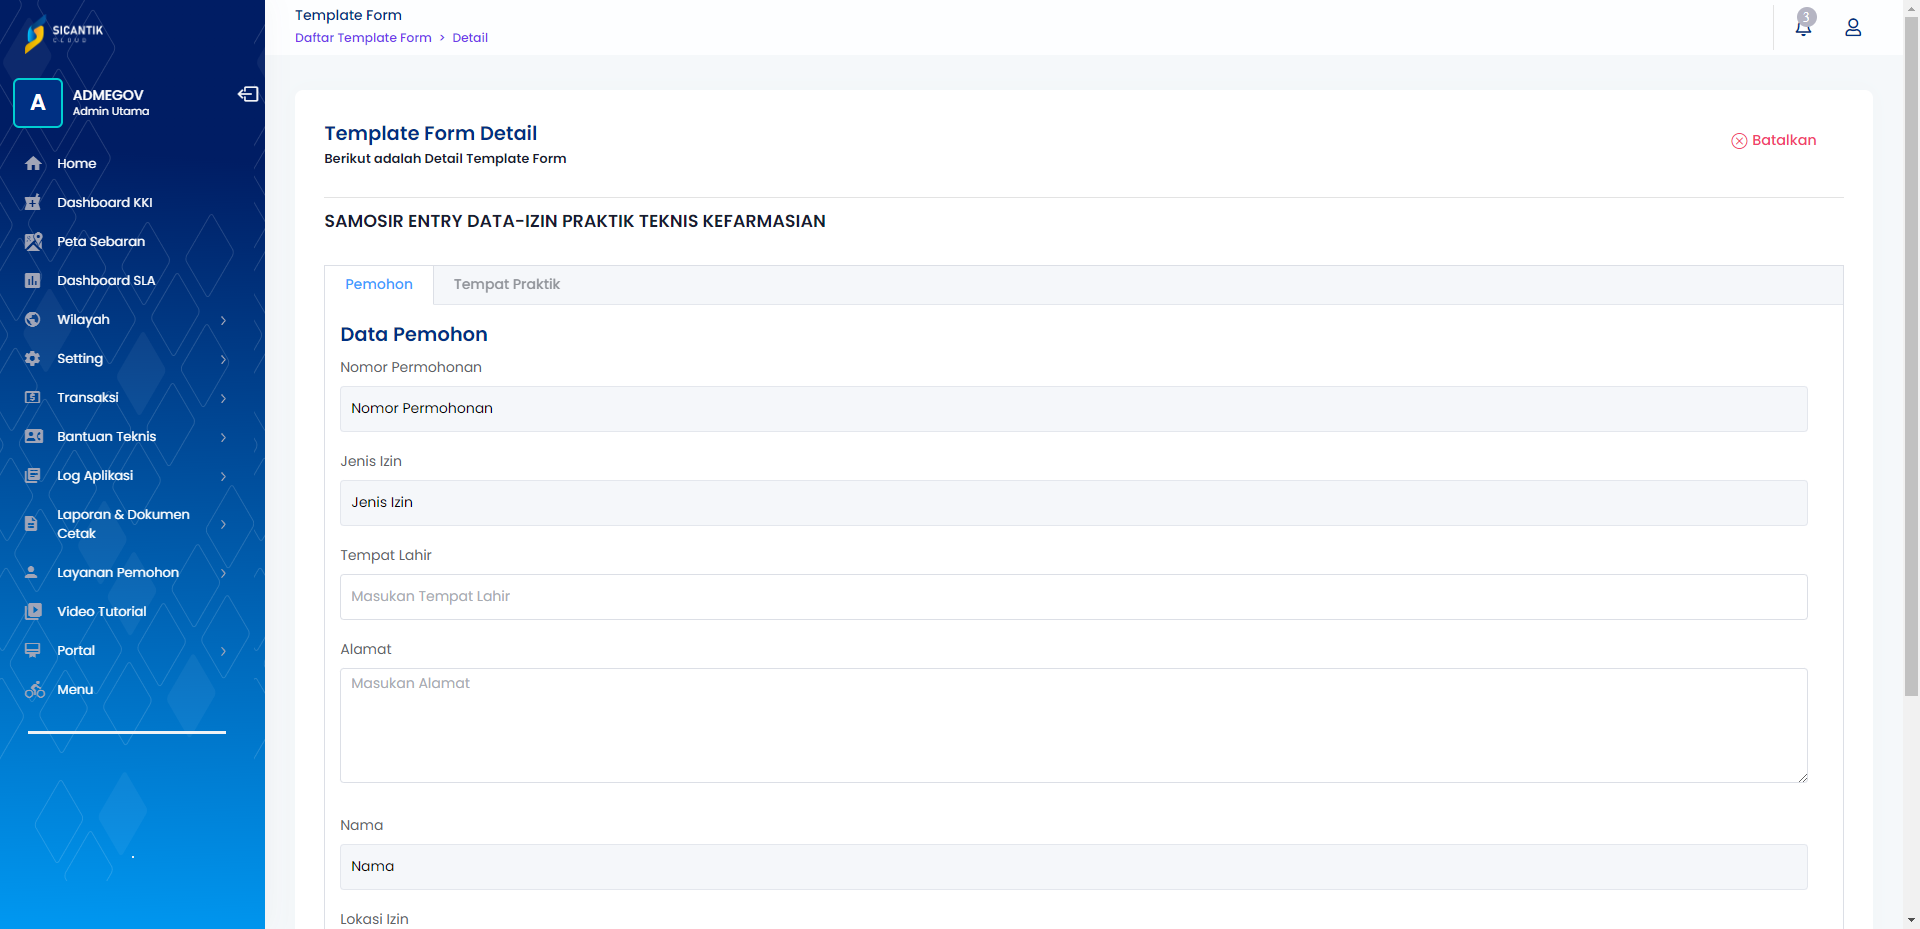 SICANTIK
CLOUD
A
ADMEGOV
Admin Utama
Home
Dashboard KKI
Peta Sebaran
Dashboard SLA
Wilayah
Setting
Transaksi
Bantuan Teknis
Log Aplikasi
Laporan & Dokumen
Cetak
Layanan Pemohon
Video Tutorial
Portal
Menu
Template Form
Daftar Template Form > Detail
3
Template Form Detail
Berikut adalah Detail Template Form
Batalkan
SAMOSIR ENTRY DATA-IZIN PRAKTIK TEKNIS KEFARMASIAN
Pemohon Tempat Praktik
Data Pemohon
Nomor Permohonan
Nomor Permohonan
Jenis Izin
Jenis Izin
Tempat Lahir
Masukan Tempat Lahir
Alamat
Masukan Alamat
Nama
Nama
Lokasi Izin